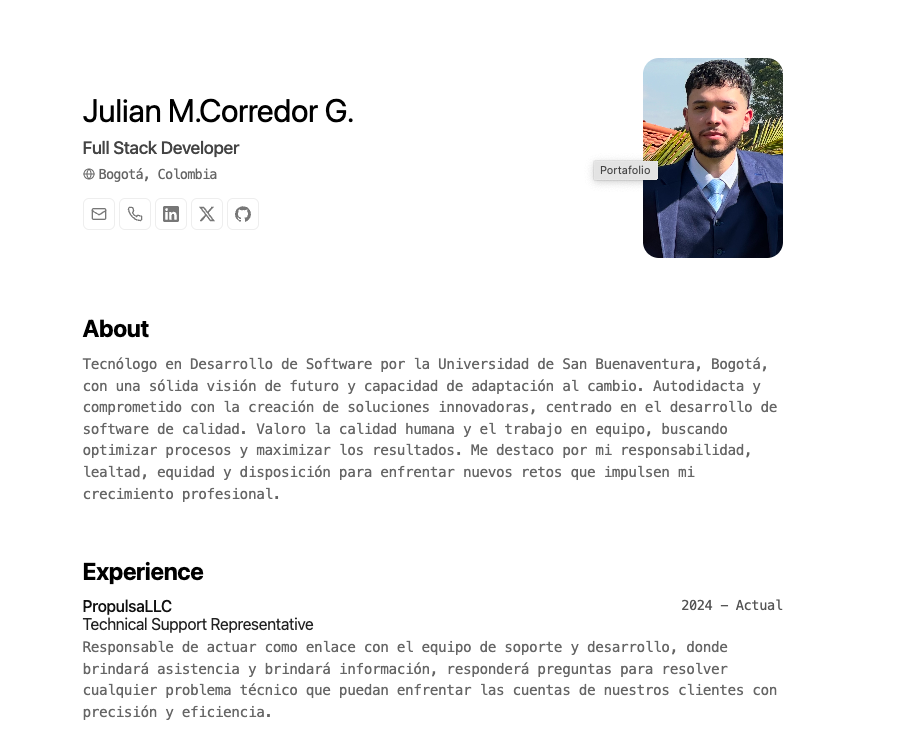 Julian M.Corredor G.
Full Stack Developer
Bogotá, Colombia
Portafolio
About
Tecnólogo en Desarrollo de Software por la Universidad de San Buenaventura, Bogotá,
con una sólida visión de futuro y capacidad de adaptación al cambio. Autodidacta y
comprometido con la creación de soluciones innovadoras, centrado en el desarrollo de
software de calidad. Valoro la calidad humana y el trabajo en equipo, buscando
optimizar procesos y maximizar los resultados. Me destaco por mi responsabilidad,
lealtad, equidad y disposición para enfrentar nuevos retos que impulsen mi
crecimiento profesional.
Experience
PropulsaLLC
2024 - Actual
Technical Support Representative
Responsable de actuar como enlace con el equipo de soporte y desarrollo, donde
brindará asistencia y brindará información, responderá preguntas para resolver
cualquier problema técnico que puedan enfrentar las cuentas de nuestros clientes con
precisión y eficiencia.